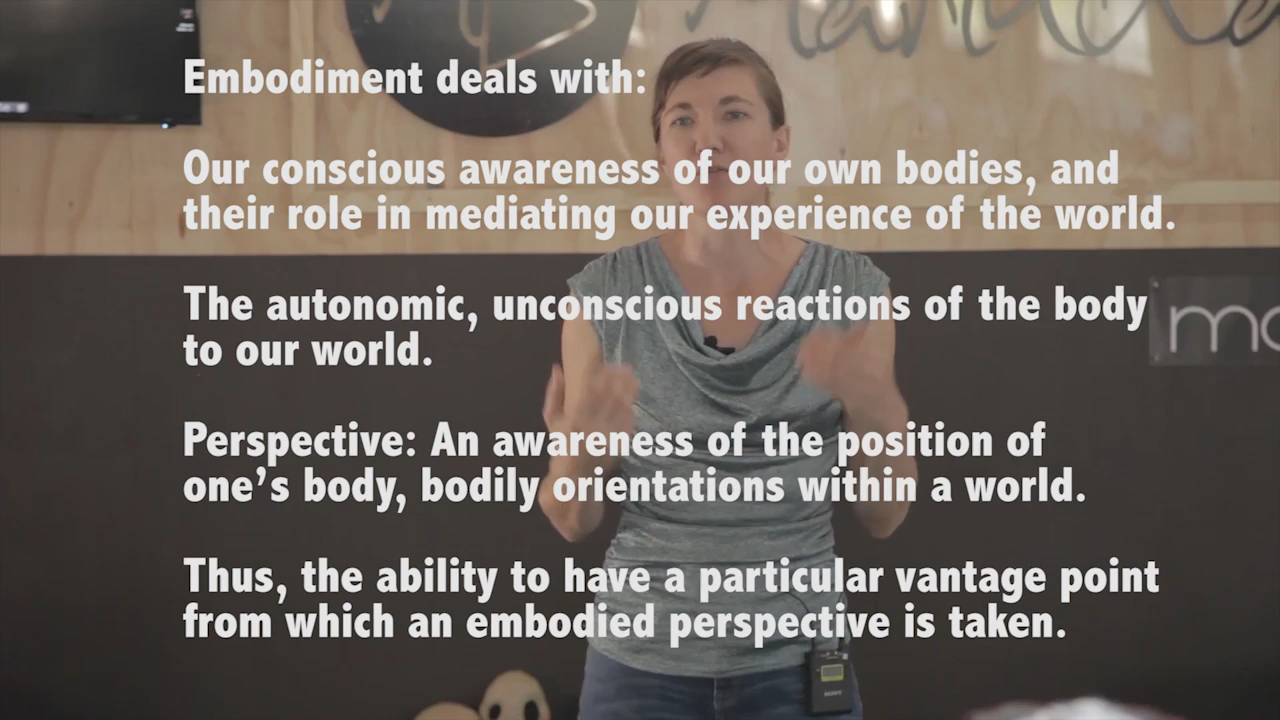 Embodiment deals with:
Our conscious awareness of our own bodies, and
their role in mediating our experience of the world.
The autonomic, unconscious reactions of the body
to our world.
Perspective: An awareness of the position of
one’s body, bodily orientations within a world.
Thus, the ability to have a particular vantage point
from which an embodied perspective is taken.
SONY